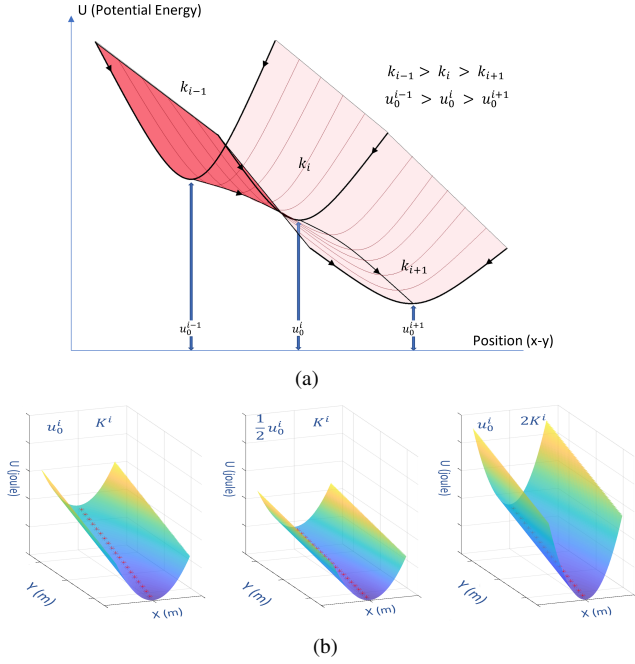 U (Potential Energy)
k_{i-1}
k_{i-1} > k_i > k_{i+1}
u_0^{i-1} > u_0^i > u_0^{i+1}
k_i
k_{i+1}
u_0^{i-1} u_0^i u_0^{i+1}
Position (x-y)
(a)
u_0^i K^i
\frac{1}{2} u_0^i K^i
u_0^i 2K^i
U (joule) U (joule) U (joule)
Y (m) X (m) Y (m) X (m) Y (m) X (m)
(b)